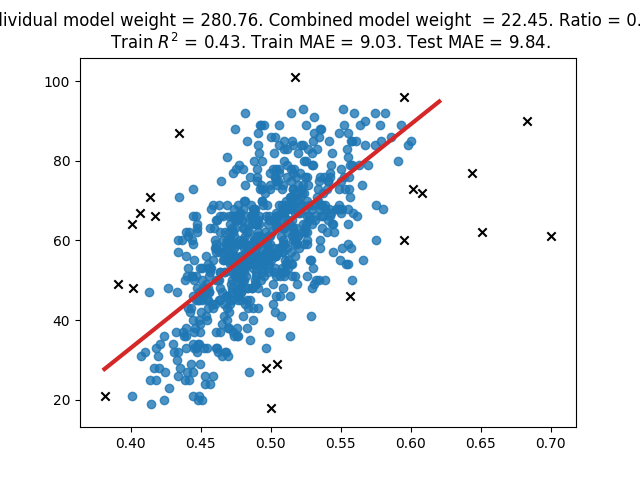 dividual model weight = 280.76. Combined model weight = 22.45. Ratio = 0.
Train R² = 0.43. Train MAE = 9.03. Test MAE = 9.84.
100
80
60
40
20
0.40 0.45 0.50 0.55 0.60 0.65 0.70